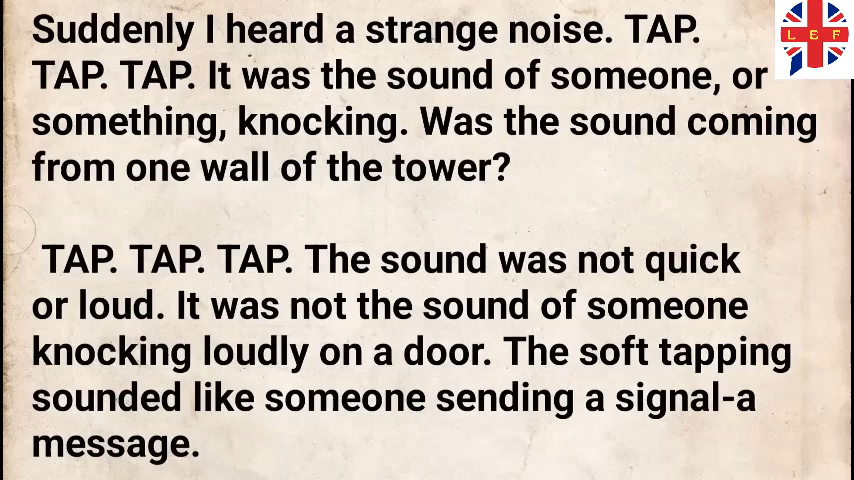 Suddenly I heard a strange noise. TAP.
TAP. TAP. It was the sound of someone, or
something, knocking. Was the sound coming
from one wall of the tower?
TAP. TAP. TAP. The sound was not quick
or loud. It was not the sound of someone
knocking loudly on a door. The soft tapping
sounded like someone sending a signal-a
message.
L E F